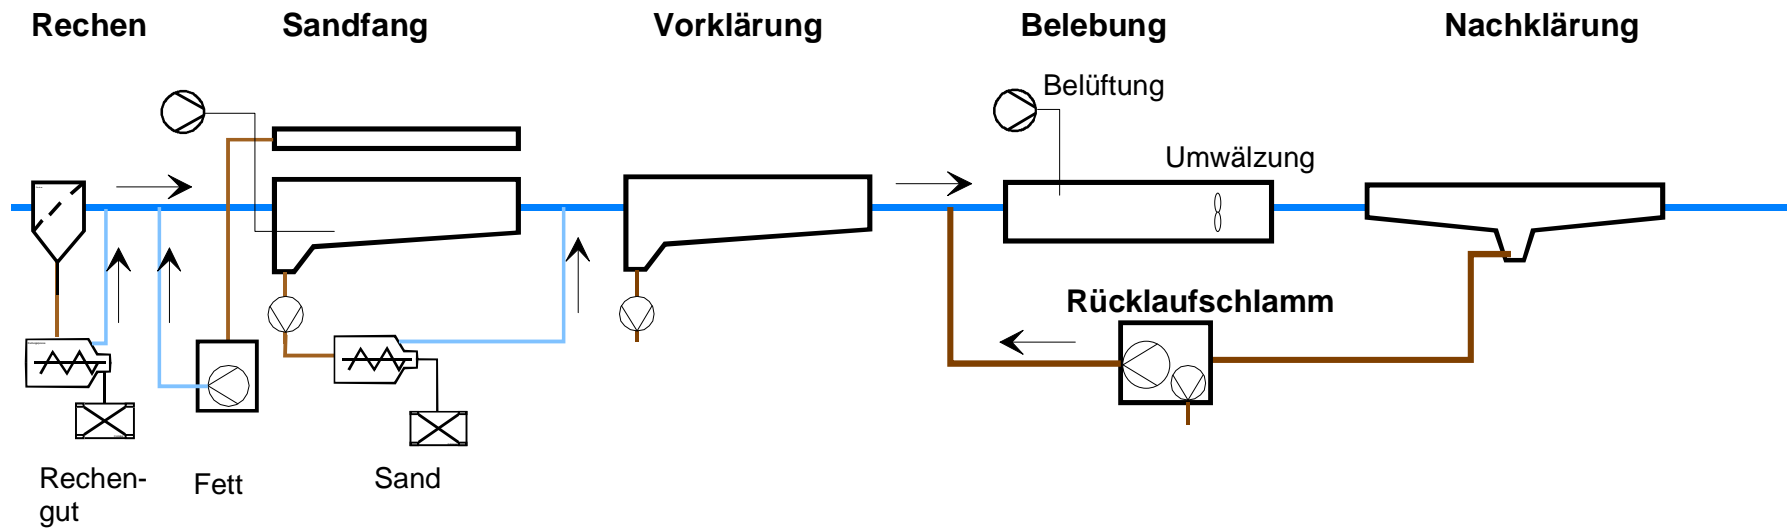 Rechen
Sandfang
Vorklärung
Belebung
Nachklärung
Belüftung
Umwälzung
Rücklaufschlamm
Rechen-
gut
Fett
Sand